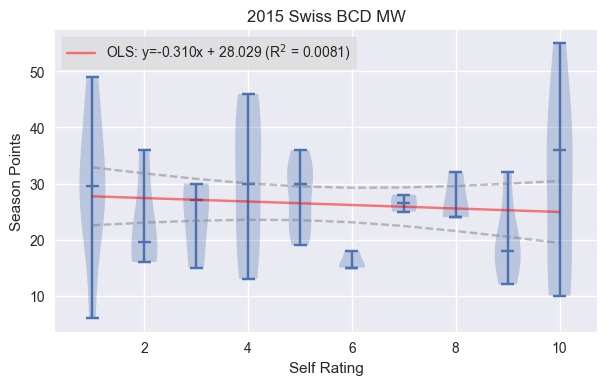 2015 Swiss BCD MW
OLS: y=-0.310x + 28.029 (R² = 0.0081)
Season Points
50
40
30
20
10
2 4 6 8 10
Self Rating